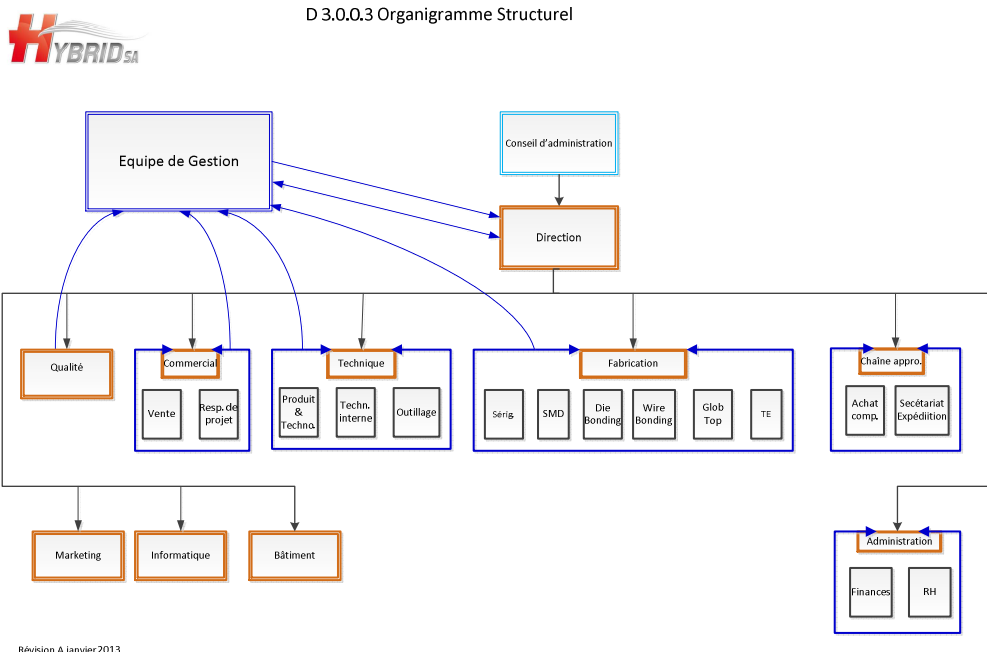 D 3.0.0.3 Organigramme Structurel
HYBRID SA
Equipe de Gestion
Conseil d'administration
Direction
Qualité
Commercial
Vente
Resp. de
projet
Technique
Produit
&
Techno.
Techn.
interne
Outillage
Fabrication
Sérig.
SMD
Die
Bonding
Wire
Bonding
Glob
Top
TE
Chaîne appro.
Achat
comp.
Secétariat
Expédiition
Marketing
Informatique
Bâtiment
Administration
Finances
RH
Révision A janvier 2013